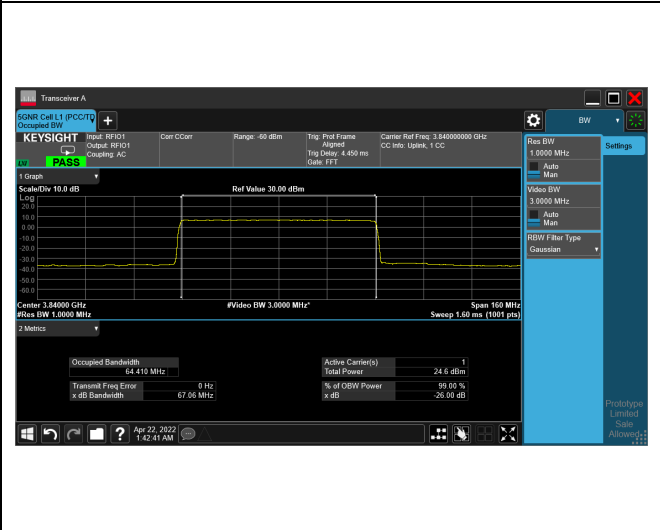 Transceiver A
5GNR Cell L1 (PCC/TD
Occupied BW
BW
KEYSIGHT
LXI
PASS
Input: RFIO1
Output: RFIO1
Coupling: AC
Corr CCorr
Range: -60 dBm
Trig: Prot Frame
Aligned
Trig Delay: 4.450 ms
Gate: FFT
Carrier Ref Freq: 3.840000000 GHz
CC Info: Uplink, 1 CC
Res BW
1.0000 MHz
Auto
Man
Video BW
3.0000 MHz
Auto
Man
RBW Filter Type
Gaussian
Settings
1 Graph
Scale/Div 10.0 dB
Ref Value 30.00 dBm
Log
20.0
10.0
0.00
-10.0
-20.0
-30.0
-40.0
-50.0
-60.0
Center 3.84000 GHz
#Video BW 3.0000 MHz*
Span 160 MHz
#Res BW 1.0000 MHz
Sweep 1.60 ms (1001 pts)
2 Metrics
Occupied Bandwidth
64.410 MHz
Transmit Freq Error 0 Hz
x dB Bandwidth 67.06 MHz
Active Carrier(s) 1
Total Power 24.6 dBm
% of OBW Power 99.00 %
x dB -26.00 dB
Prototype
Limited
Sale
Allowed
Apr 22, 2022
1:42:41 AM